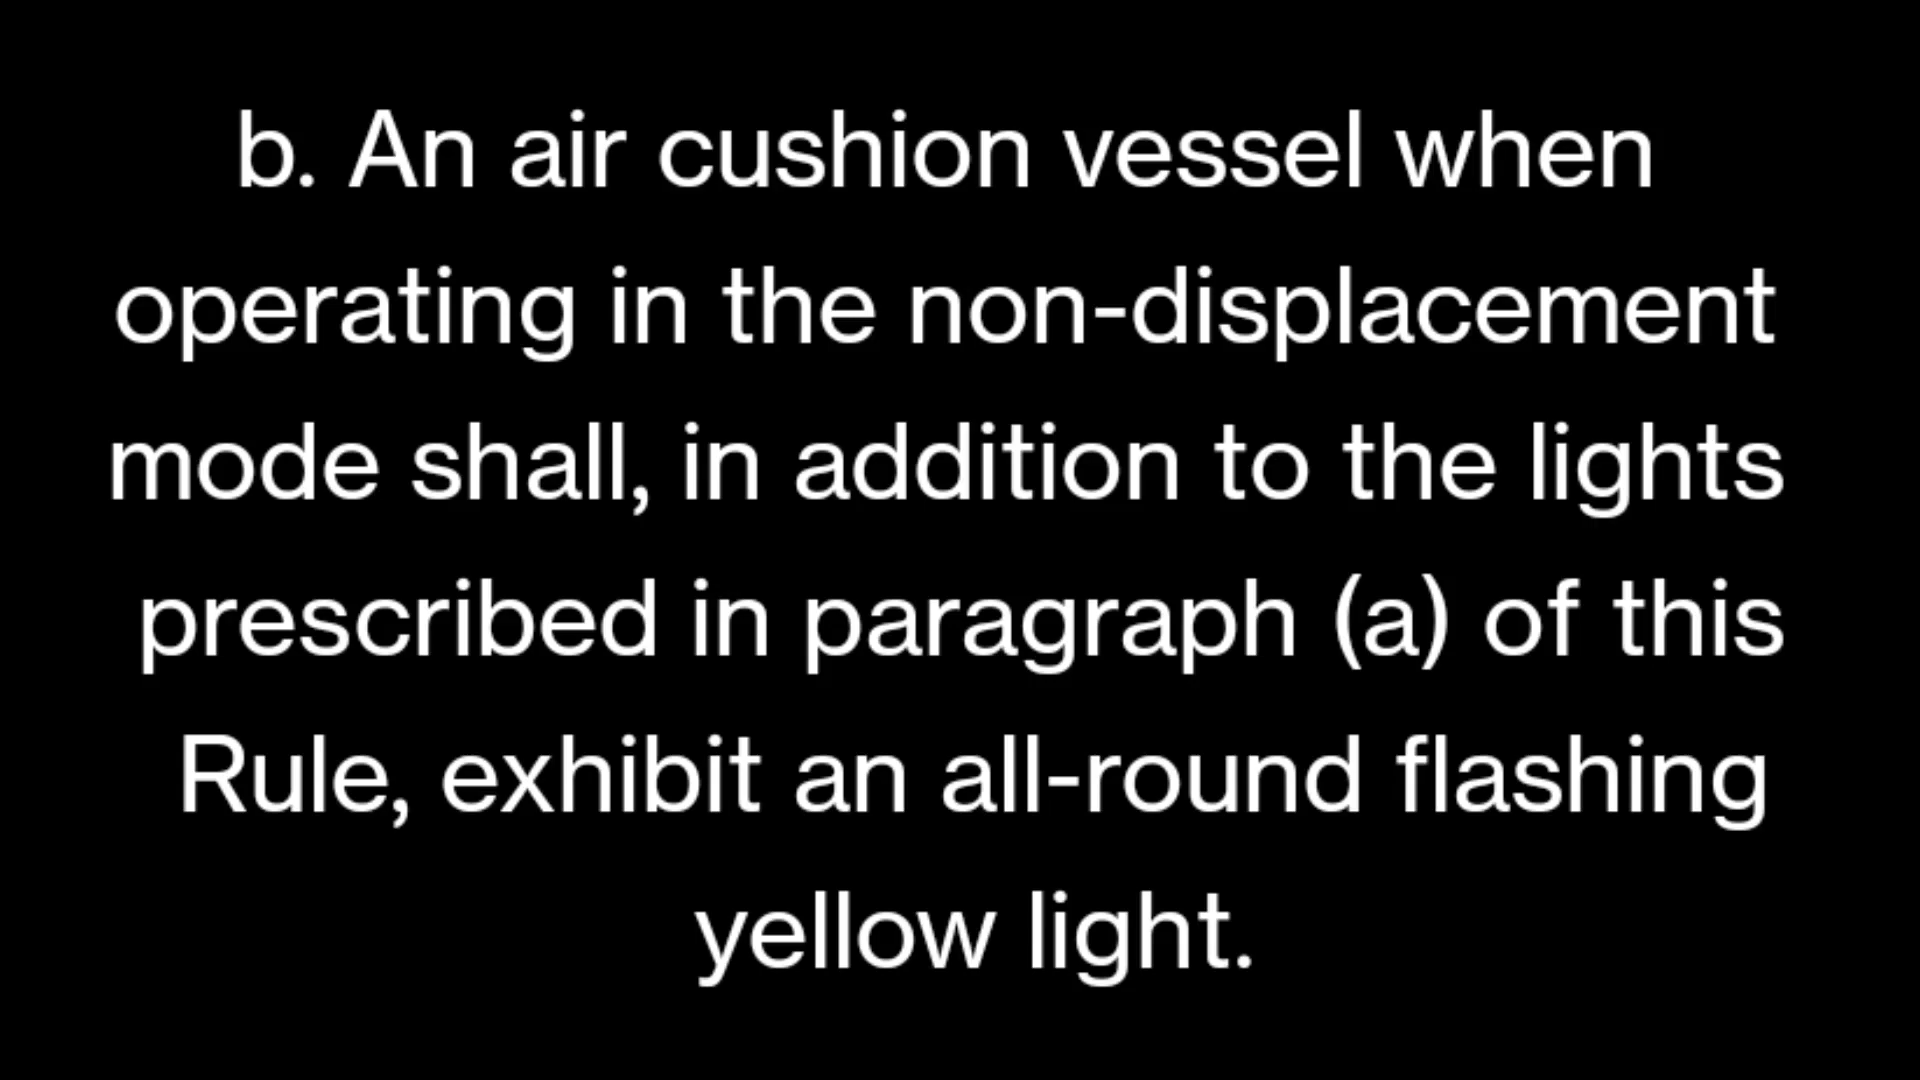 b. An air cushion vessel when
operating in the non-displacement
mode shall, in addition to the lights
prescribed in paragraph (a) of this
Rule, exhibit an all-round flashing
yellow light.